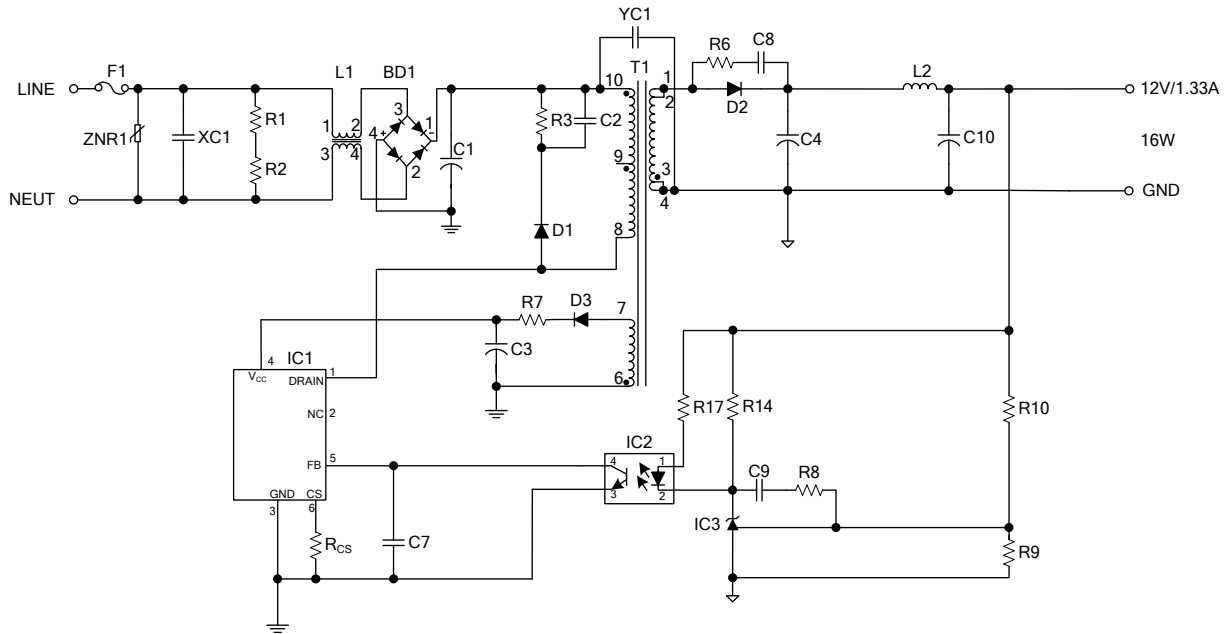 YC1
F1
LINE
ZNR1
XC1
R1
R2
NEUT
L1
1
2
3
4
BD1
3
4
+
1
-
2
C1
R3
C2
D1
T1
10
9
8
7
6
1
2
3
4
R6
C8
D2
C4
L2
C10
12V/1.33A
16W
GND
R7
D3
C3
IC1
4
VCC
DRAIN
1
NC
2
FB
5
GND
CS
3
6
RCS
C7
IC2
4
3
1
2
R17
R14
R10
C9
R8
IC3
R9